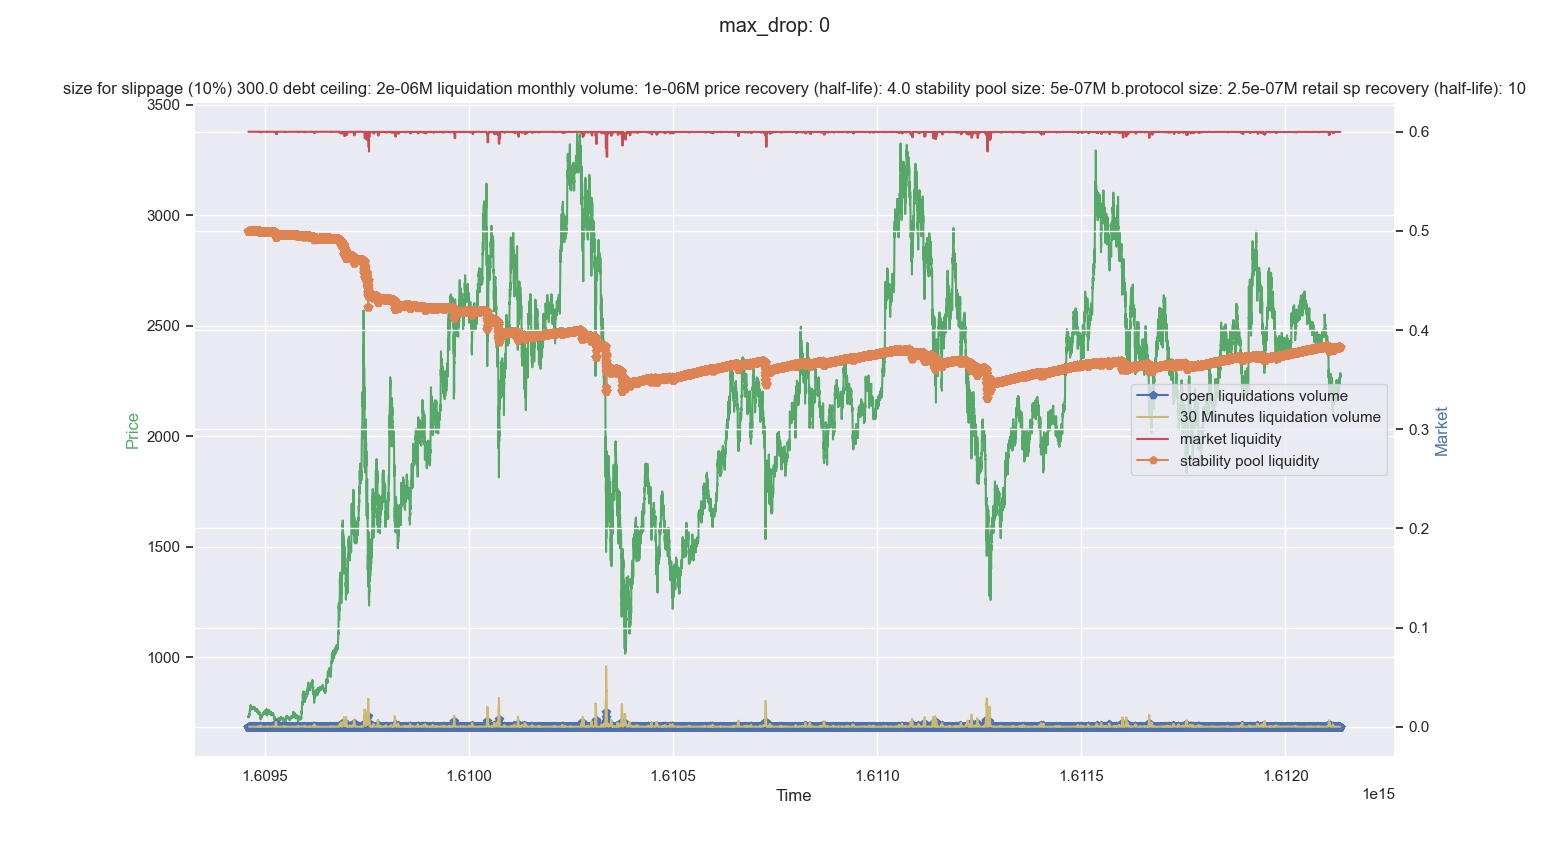 max_drop: 0
size for slippage (10%) 300.0 debt ceiling: 2e-06M liquidation monthly volume: 1e-06M price recovery (half-life): 4.0 stability pool size: 5e-07M b.protocol size: 2.5e-07M retail sp recovery (half-life): 10
3500
3000
2500
2000
1500
1000
Price
0.6
0.5
0.4
0.3
0.2
0.1
0.0
Market
open liquidations volume
30 Minutes liquidation volume
market liquidity
stability pool liquidity
1.6095 1.6100 1.6105 1.6110 1.6115 1.6120
Time
1e15